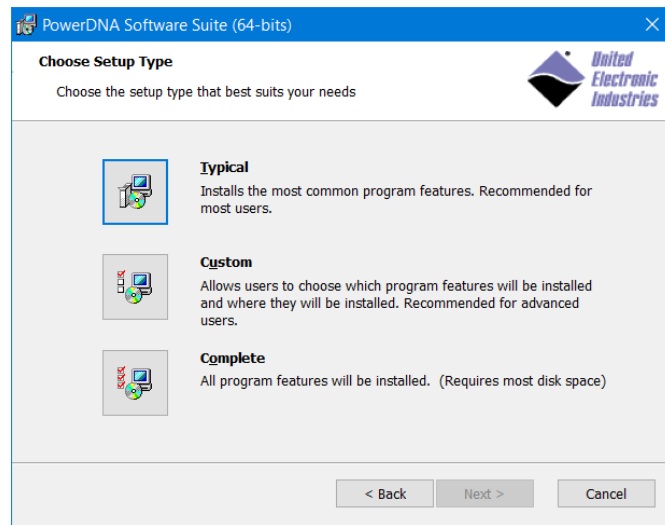 PowerDNA Software Suite (64-bits)
Choose Setup Type
Choose the setup type that best suits your needs
United
Electronic
Industries
Typical
Installs the most common program features. Recommended for
most users.
Custom
Allows users to choose which program features will be installed
and where they will be installed. Recommended for advanced
users.
Complete
All program features will be installed.  (Requires most disk space)
< Back
Next >
Cancel